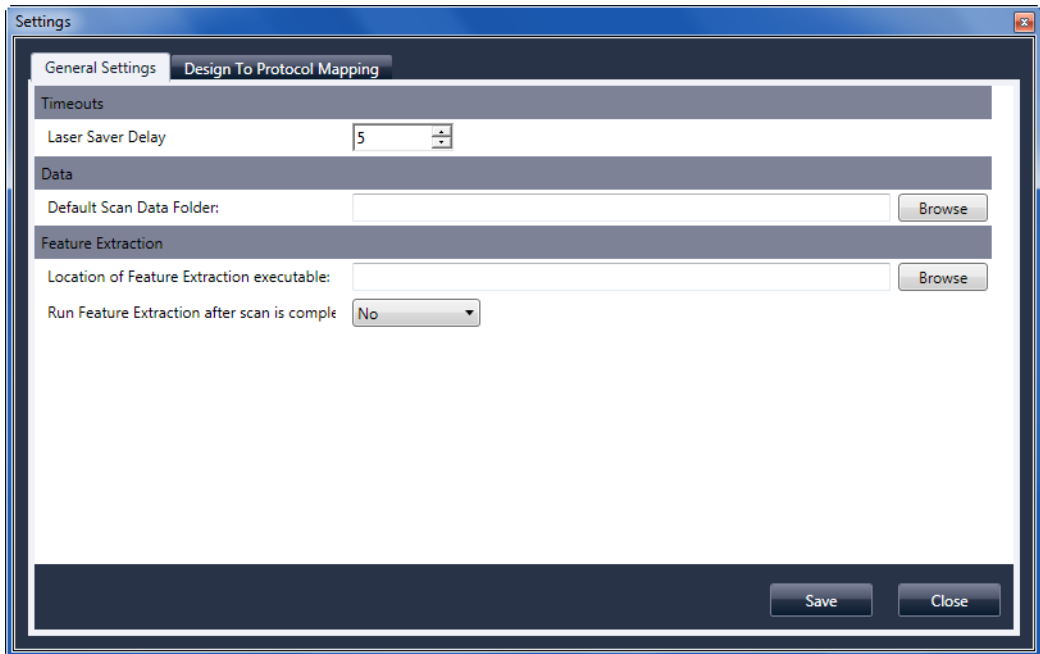 Settings
General Settings Design To Protocol Mapping
Timeouts
Laser Saver Delay 5
Data
Default Scan Data Folder: Browse
Feature Extraction
Location of Feature Extraction executable: Browse
Run Feature Extraction after scan is comple No
Save Close